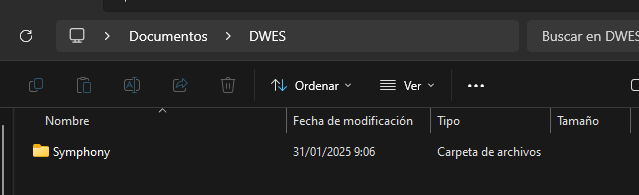 Documentos > DWES
Buscar en DWES
Ordenar
Ver
Nombre
Fecha de modificación
Tipo
Tamaño
Symphony
31/01/2025 9:06
Carpeta de archivos